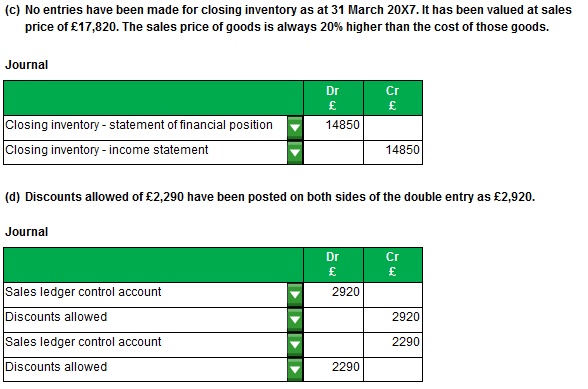 (c) No entries have been made for closing inventory as at 31 March 20X7. It has been valued at sales
price of £17,820. The sales price of goods is always 20% higher than the cost of those goods.
Journal
Dr Cr
£ £
Closing inventory - statement of financial position 14850
Closing inventory - income statement 14850
(d) Discounts allowed of £2,290 have been posted on both sides of the double entry as £2,920.
Journal
Dr Cr
£ £
Sales ledger control account 2920
Discounts allowed 2920
Sales ledger control account 2290
Discounts allowed 2290